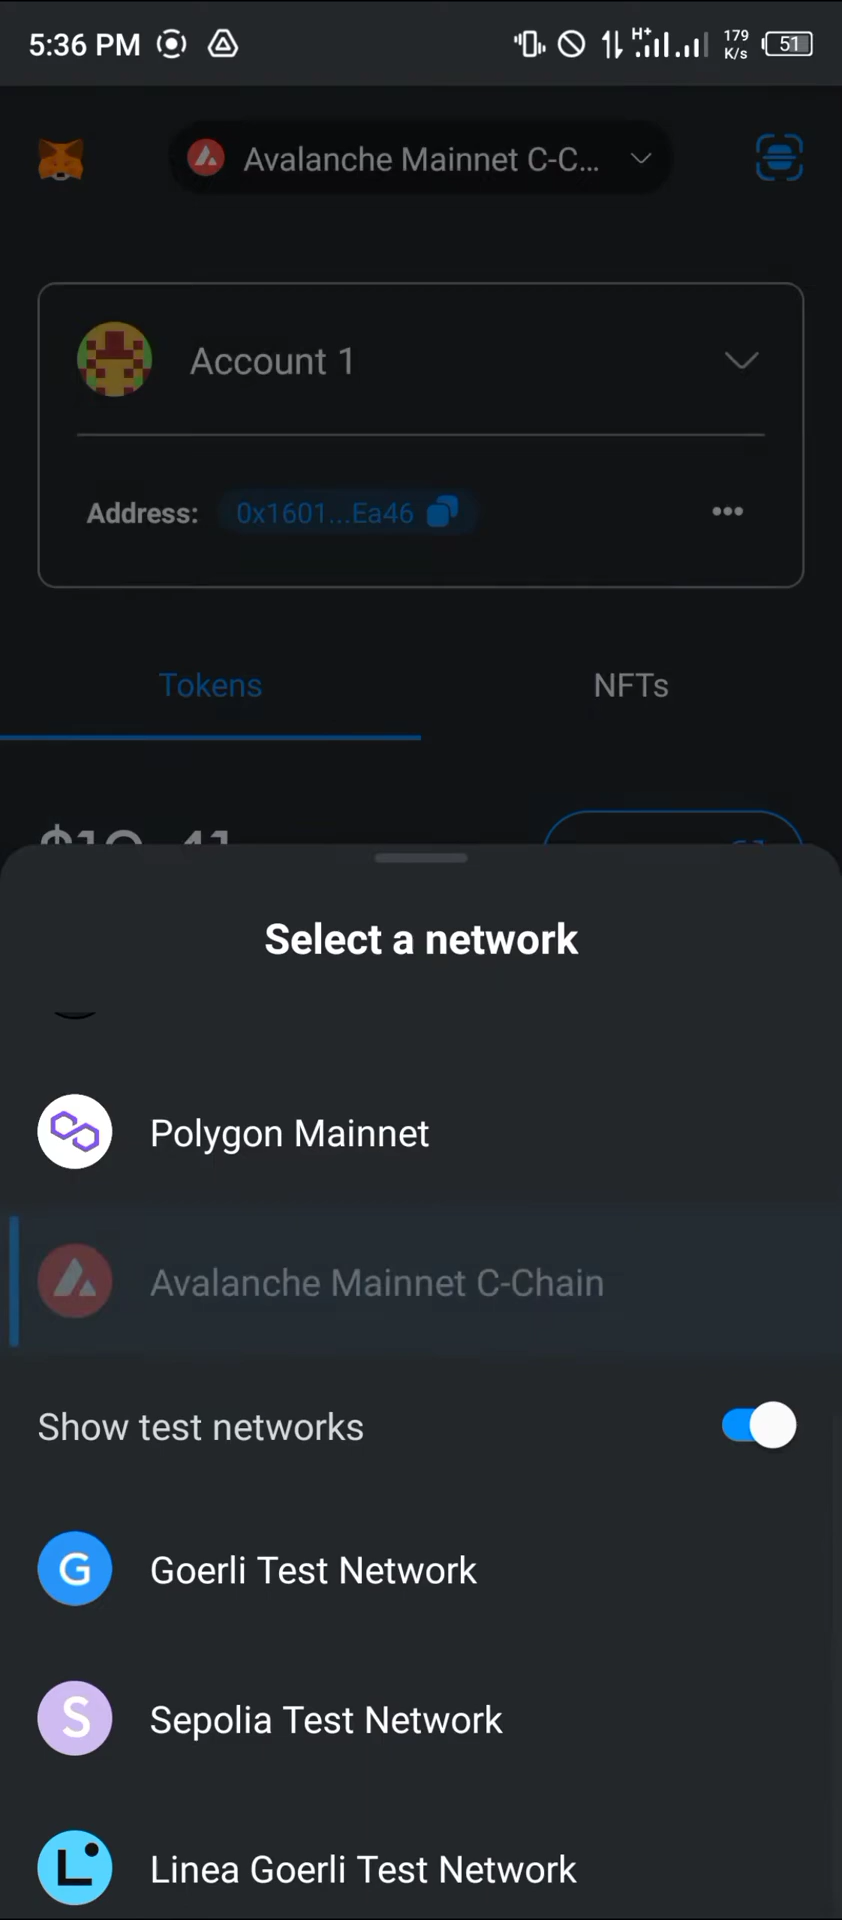 5:36 PM
H+
179
K/s
51
Avalanche Mainnet C-C...
Account 1
Address: 0x1601...Ea46
Tokens
NFTs
Select a network
Polygon Mainnet
Avalanche Mainnet C-Chain
Show test networks
G Goerli Test Network
S Sepolia Test Network
L Linea Goerli Test Network